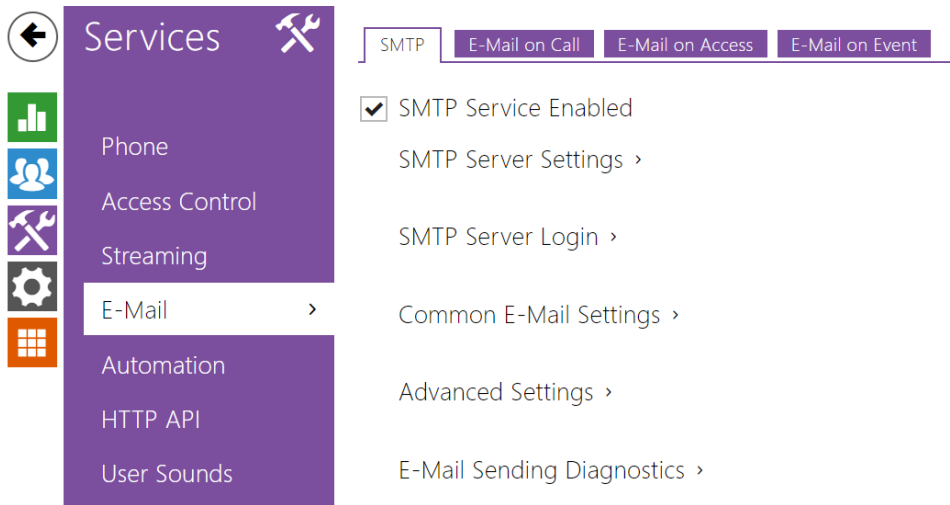 Services
Phone
Access Control
Streaming
E-Mail
Automation
HTTP API
User Sounds
SMTP E-Mail on Call E-Mail on Access E-Mail on Event
SMTP Service Enabled
SMTP Server Settings
SMTP Server Login
Common E-Mail Settings
Advanced Settings
E-Mail Sending Diagnostics